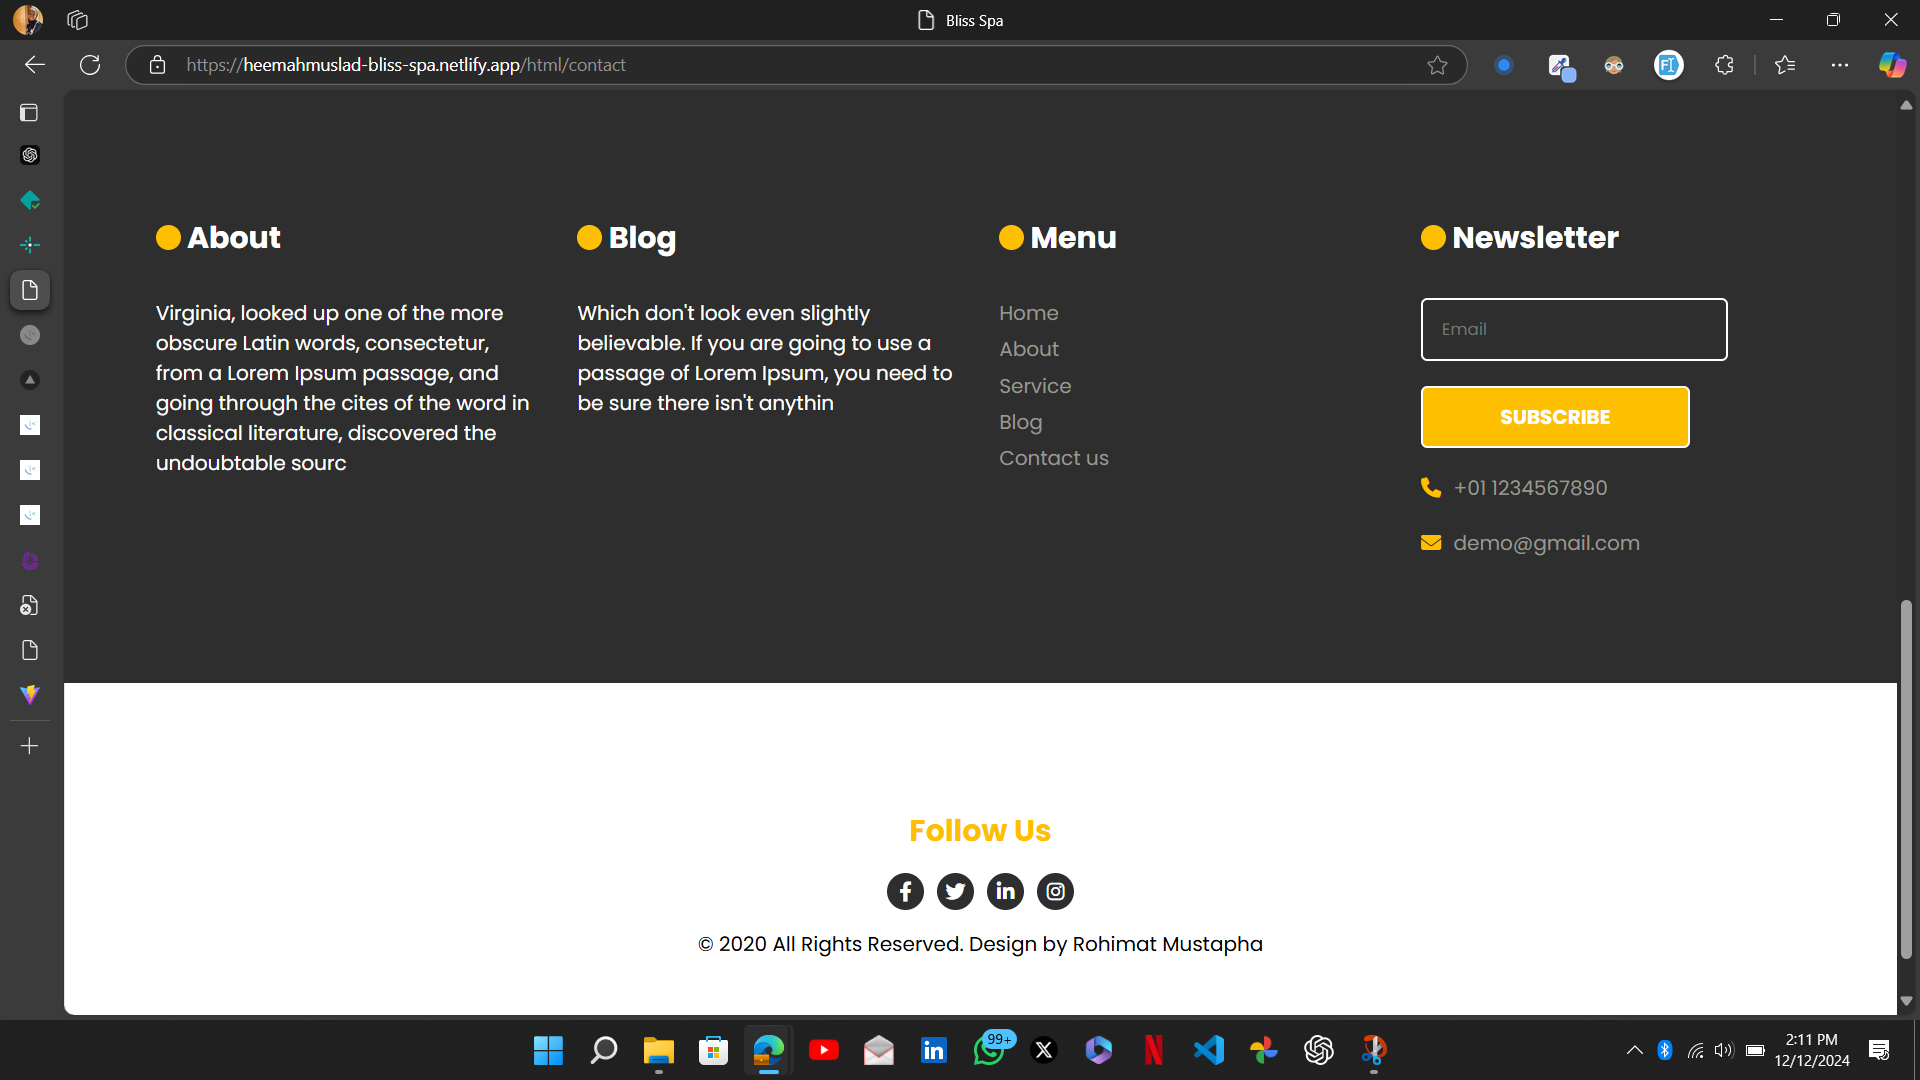 Bliss Spa
https://heemahmuslad-bliss-spa.netlify.app/html/contact
About
Virginia, looked up one of the more
obscure Latin words, consectetur,
from a Lorem Ipsum passage, and
going through the cites of the word in
classical literature, discovered the
undoubtable sourc
Blog
Which don't look even slightly
believable. If you are going to use a
passage of Lorem Ipsum, you need to
be sure there isn't anythin
Menu
Home
About
Service
Blog
Contact us
Newsletter
Email
SUBSCRIBE
+01 1234567890
demo@gmail.com
Follow Us
© 2020 All Rights Reserved. Design by Rohimat Mustapha
99+
2:11 PM
12/12/2024